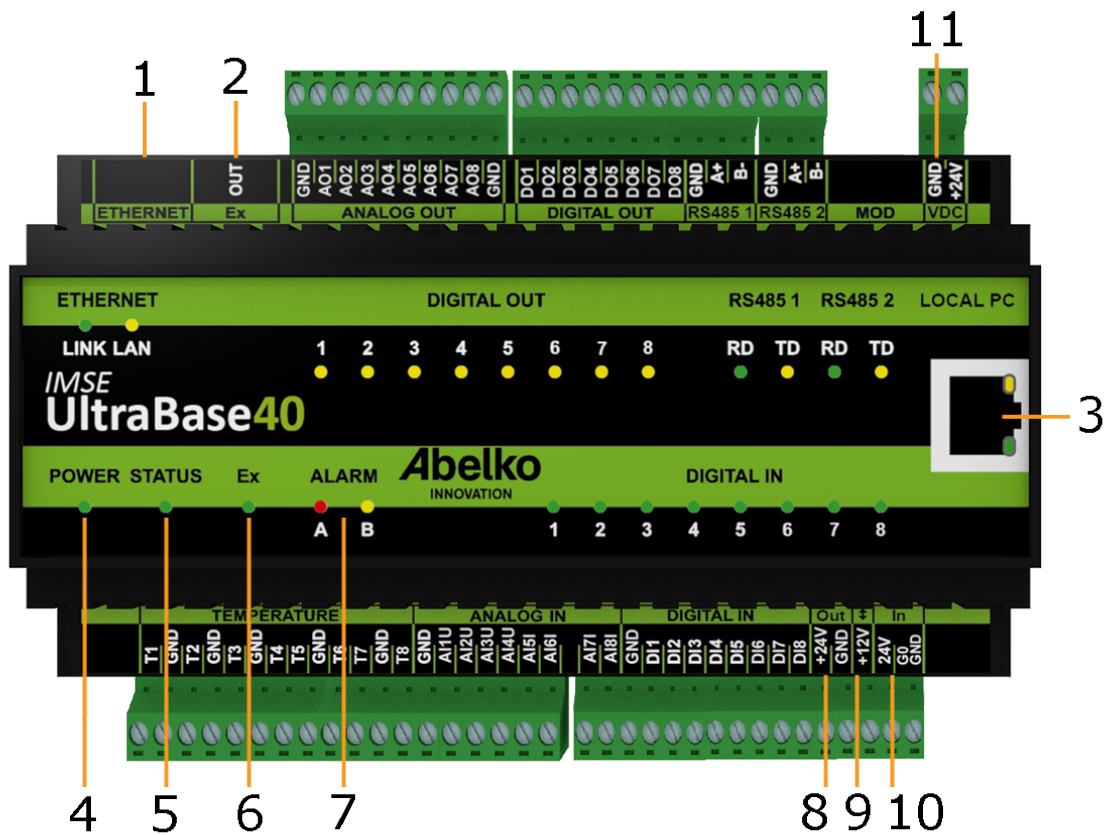 11
1 2
OUT
GND AO1 AO2 AO3 AO4 AO5 AO6 AO7 AO8 GND
DO1 DO2 DO3 DO4 DO5 DO6 DO7 DO8 GND A+ B- GND A+ B-
GND +24V
ETHERNET Ex ANALOG OUT DIGITAL OUT RS485 1 RS485 2 MOD VDC
ETHERNET DIGITAL OUT RS485 1 RS485 2 LOCAL PC
LINK LAN 1 2 3 4 5 6 7 8 RD TD RD TD
IMSE
UltraBase40
3
POWER STATUS Ex ALARM Abelko DIGITAL IN
INNOVATION
A B 1 2 3 4 5 6 7 8
TEMPERATURE ANALOG IN DIGITAL IN Out ↕ In
T1 GND T2 GND T3 GND T4 T5 GND T6 T7 GND T8 GND AI1U AI2U AI3U AI4U AI5I AI6I
AI7I AI8I GND DI1 DI2 DI3 DI4 DI5 DI6 DI7 DI8 +24V GND +12V 24V G0 GND
4 5 6 7 8 9 10